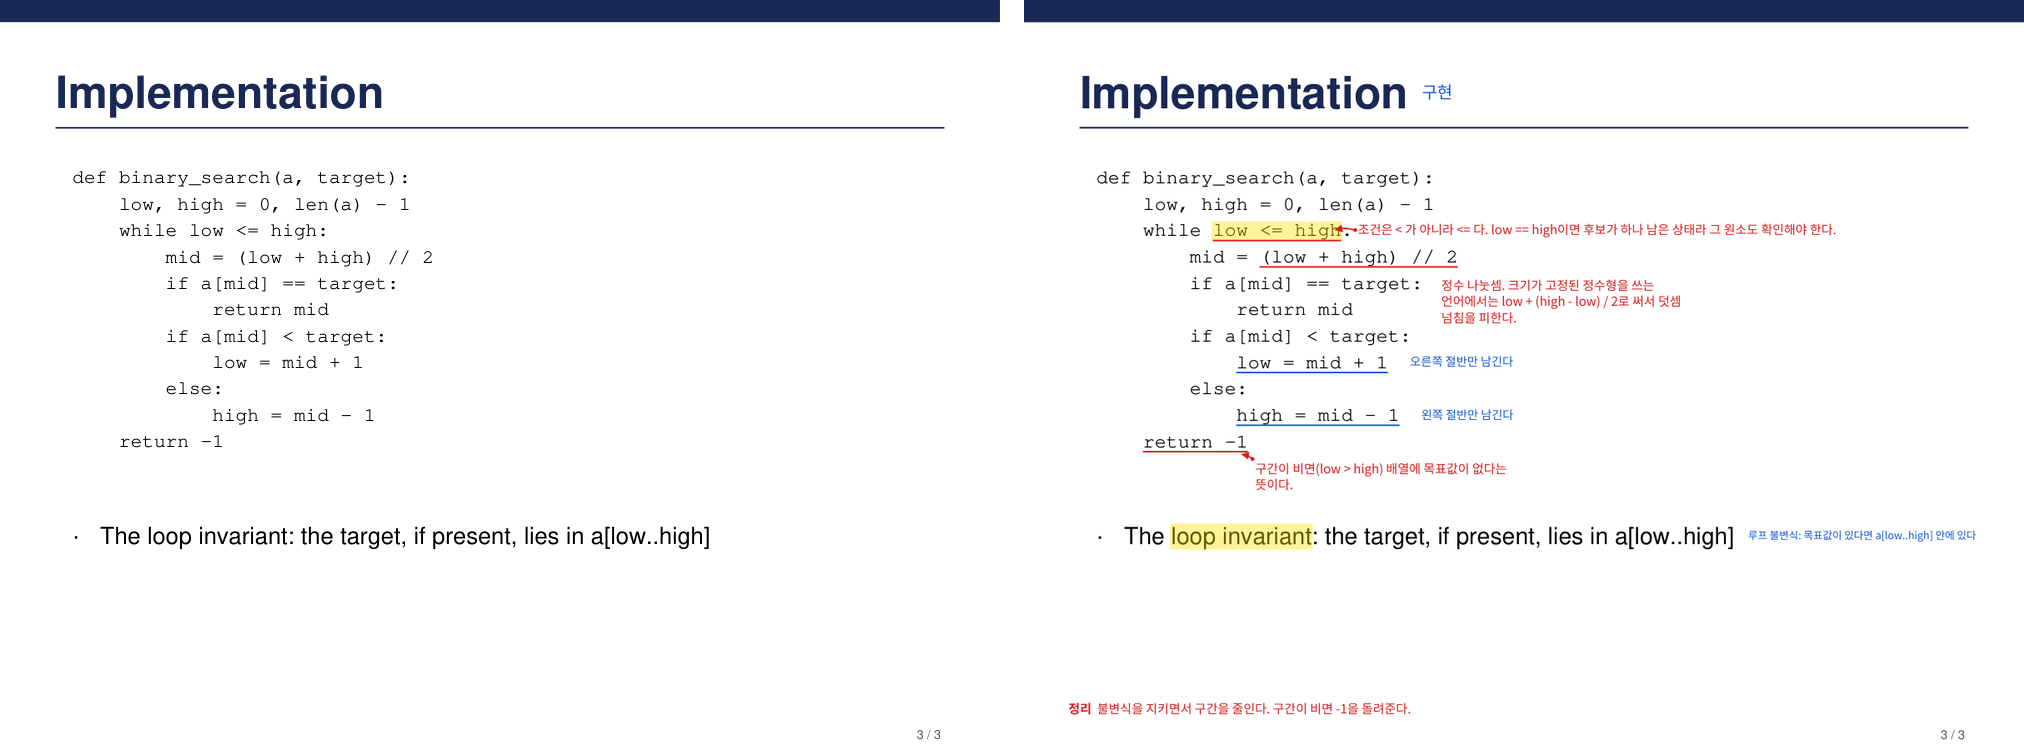 Implementation
def binary_search(a, target):
    low, high = 0, len(a) - 1
    while low <= high:
        mid = (low + high) // 2
        if a[mid] == target:
            return mid
        if a[mid] < target:
            low = mid + 1
        else:
            high = mid - 1
    return -1
· The loop invariant: the target, if present, lies in a[low..high]
3 / 3
Implementation 구현
def binary_search(a, target):
    low, high = 0, len(a) - 1
    while low <= high: 조건은 < 가 아니라 <= 다. low == high이면 후보가 하나 남은 상태라 그 원소도 확인해야 한다.
        mid = (low + high) // 2
        if a[mid] == target: 정수 나눗셈. 크기가 고정된 정수형을 쓰는
언어에서는 low + (high - low) / 2로 써서 덧셈
            return mid
넘침을 피한다.
        if a[mid] < target:
            low = mid + 1 오른쪽 절반만 남긴다
        else:
            high = mid - 1 왼쪽 절반만 남긴다
    return -1
구간이 비면(low > high) 배열에 목표값이 없다는
뜻이다.
· The loop invariant: the target, if present, lies in a[low..high] 루프 불변식: 목표값이 있다면 a[low..high] 안에 있다
정리 불변식을 지키면서 구간을 줄인다. 구간이 비면 -1을 돌려준다.
3 / 3